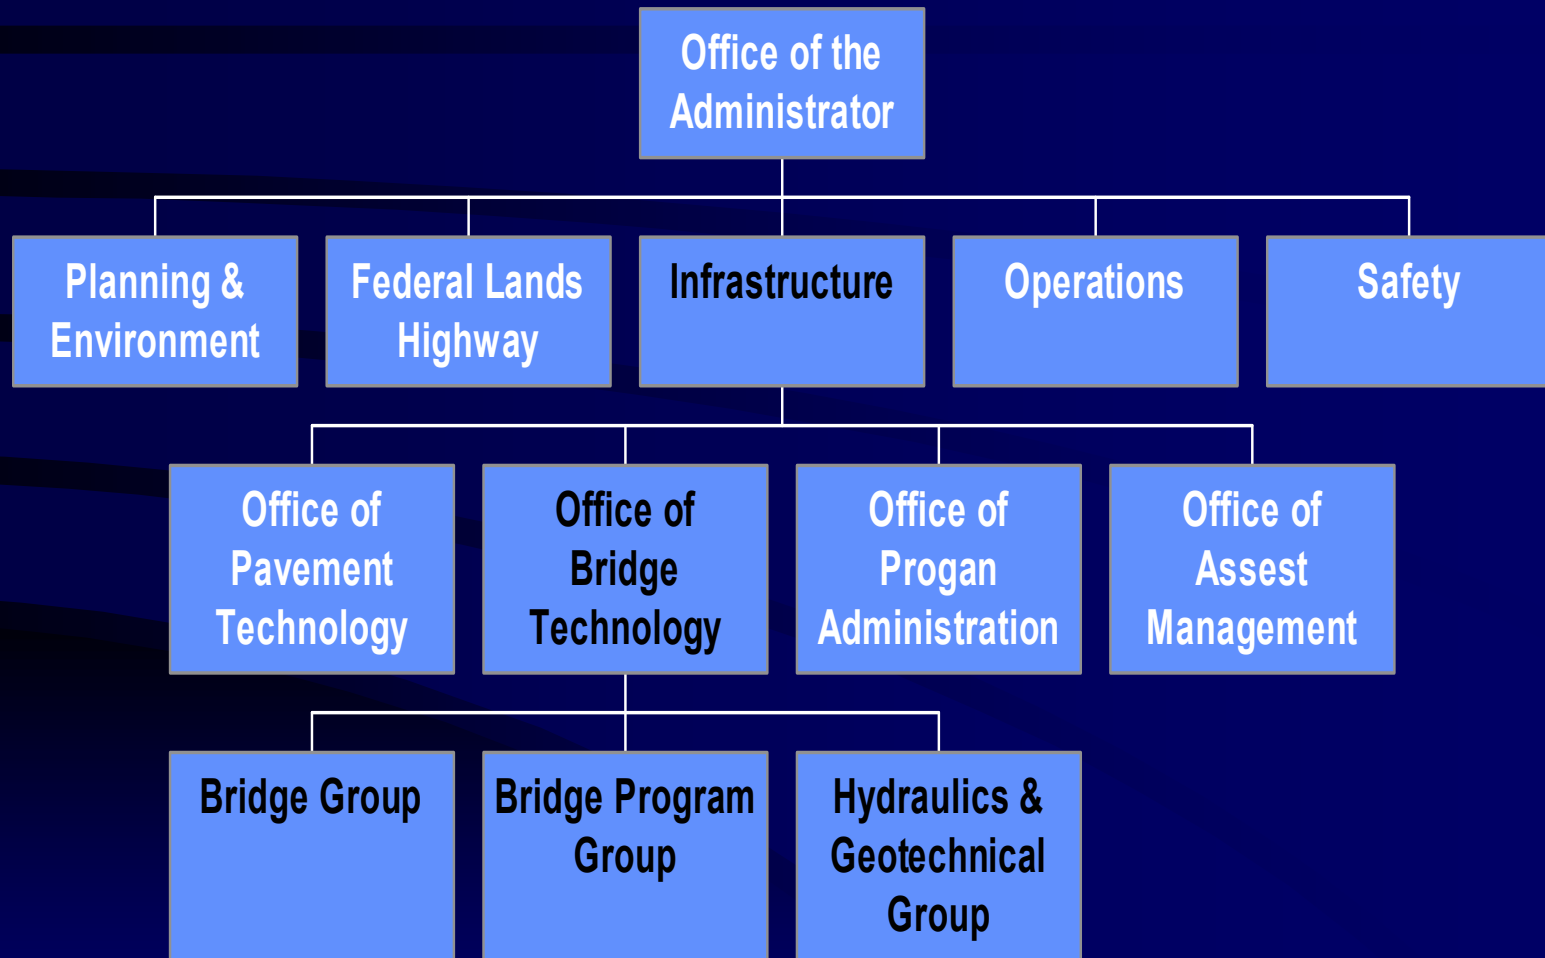 Office of the
Administrator
Planning &
Environment
Federal Lands
Highway
Infrastructure
Operations
Safety
Office of
Pavement
Technology
Office of
Bridge
Technology
Office of
Progan
Administration
Office of
Assest
Management
Bridge Group
Bridge Program
Group
Hydraulics &
Geotechnical
Group